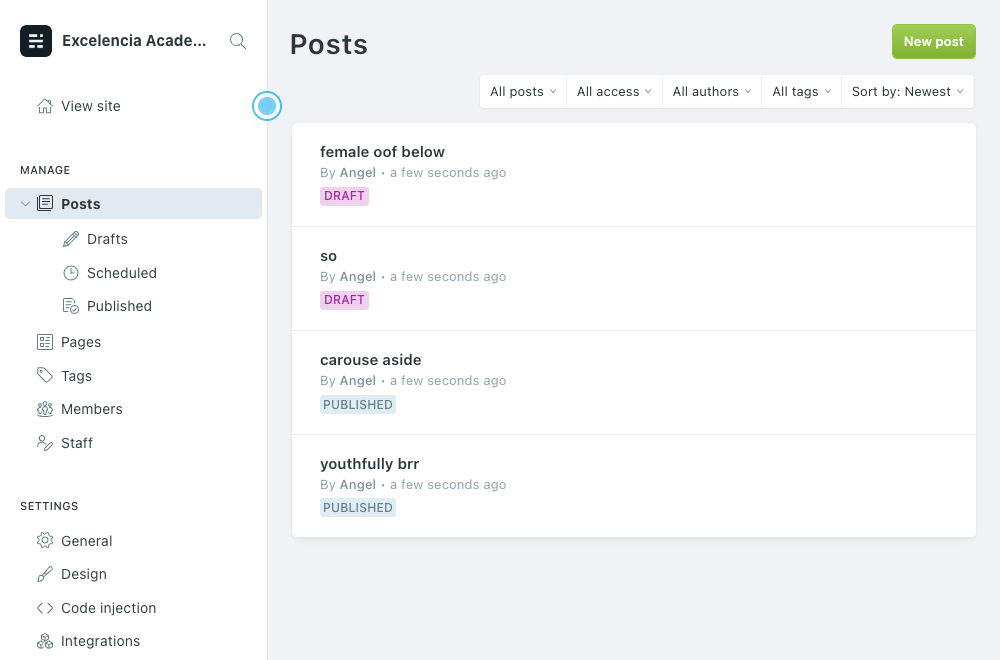 Excelencia Acade...
View site
MANAGE
Posts
Drafts
Scheduled
Published
Pages
Tags
Members
Staff
SETTINGS
General
Design
Code injection
Integrations
Posts
New post
All posts
All access
All authors
All tags
Sort by: Newest
female oof below
By Angel • a few seconds ago
DRAFT
so
By Angel • a few seconds ago
DRAFT
carouse aside
By Angel • a few seconds ago
PUBLISHED
youthfully brr
By Angel • a few seconds ago
PUBLISHED